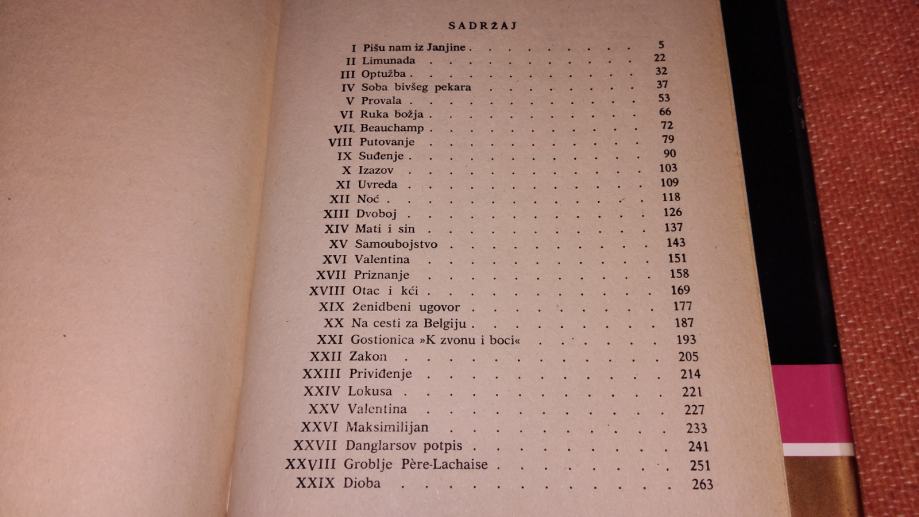 SADRŽAJ
I Pišu nam iz Janjine . . . . . . . . 5
II Limunada . . . . . . . . . . 22
III Optužba . . . . . . . . . . . 32
IV Soba bivšeg pekara . . . . . . . . 37
V Provala . . . . . . . . . . . 53
VI Ruka božja . . . . . . . . . . 66
VII. Beauchamp . . . . . . . . . . 72
VIII Putovanje . . . . . . . . . . 79
IX Suđenje . . . . . . . . . . . 90
X Izazov . . . . . . . . . . . 103
XI Uvreda . . . . . . . . . . . 109
XII Noć . . . . . . . . . . . . 118
XIII Dvoboj . . . . . . . . . . . 126
XIV Mati i sin . . . . . . . . . . 137
XV Samoubojstvo . . . . . . . . . 143
XVI Valentina . . . . . . . . . . 151
XVII Priznanje . . . . . . . . . . 158
XVIII Otac i kći . . . . . . . . . . 169
XIX Ženidbeni ugovor . . . . . . . . 177
XX Na cesti za Belgiju . . . . . . . . 187
XXI Gostionica »K zvonu i boci« . . . . . 193
XXII Zakon . . . . . . . . . . . 205
XXIII Priviđenje . . . . . . . . . . 214
XXIV Lokusa . . . . . . . . . . . 221
XXV Valentina . . . . . . . . . . 227
XXVI Maksimilijan . . . . . . . . . 233
XXVII Danglarsov potpis . . . . . . . . 241
XXVIII Groblje Père-Lachaise . . . . . . . 251
XXIX Dioba . . . . . . . . . . . 263